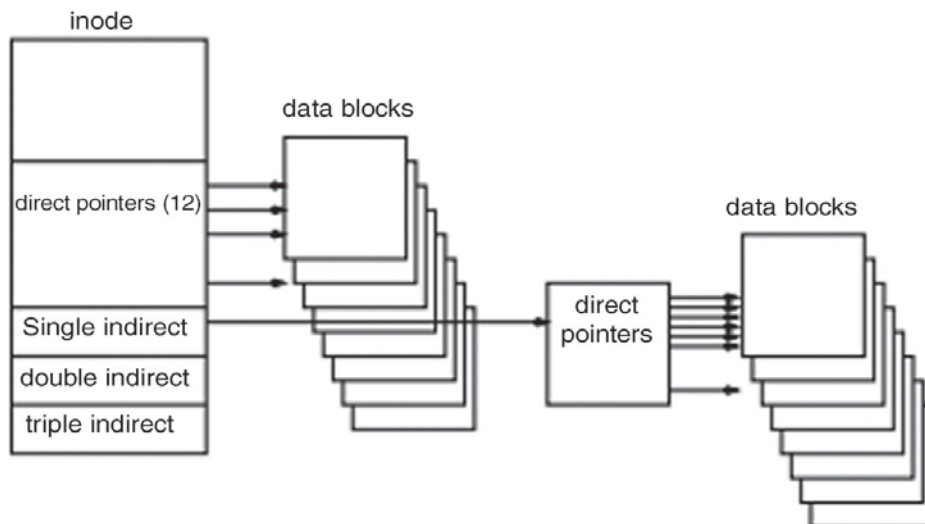 inode
data blocks
direct pointers (12)
data blocks
direct
pointers
Single indirect
double indirect
triple indirect